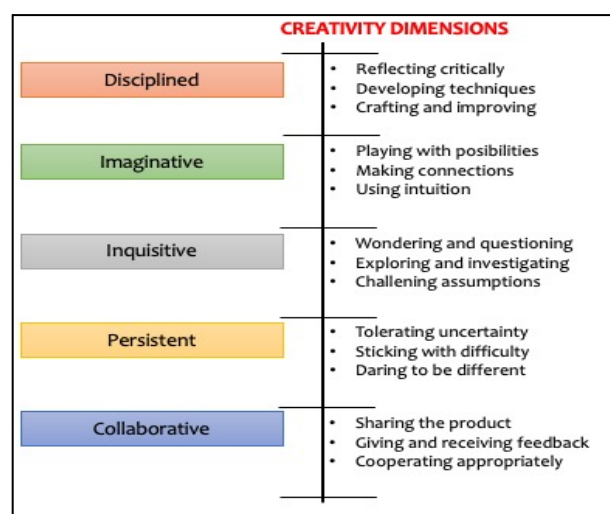 CREATIVITY DIMENSIONS
Disciplined
• Reflecting critically
• Developing techniques
• Crafting and improving
Imaginative
• Playing with posibilities
• Making connections
• Using intuition
Inquisitive
• Wondering and questioning
• Exploring and investigating
• Challening assumptions
Persistent
• Tolerating uncertainty
• Sticking with difficulty
• Daring to be different
Collaborative
• Sharing the product
• Giving and receiving feedback
• Cooperating appropriately